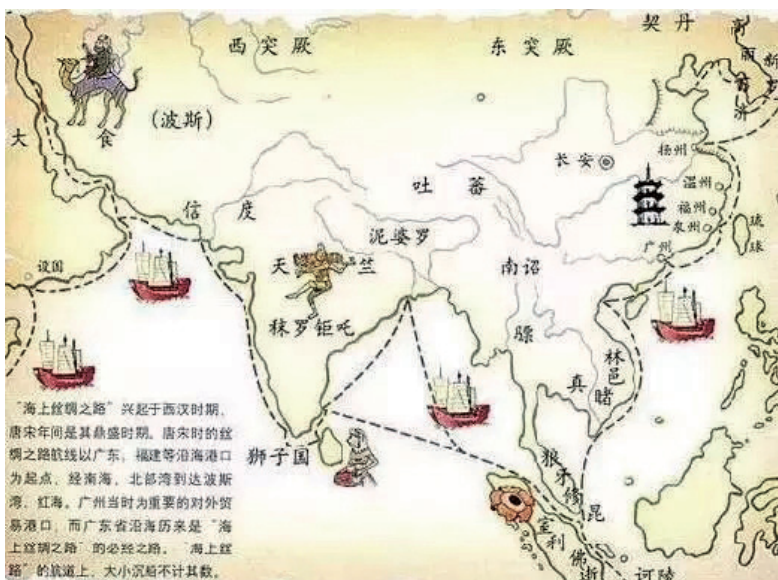 契丹
高丽
新罗
百济
西突厥
东突厥
大食
(波斯)
长安
扬州
吐蕃
温州
福州
泉州
琉球
广州
信度
泥婆罗
天竺
南诏
设国
秣罗钜吒
骠
林邑
真
睹
“海上丝绸之路”兴起于西汉时期,
唐宋年间是其鼎盛时期。唐宋时的丝
绸之路航线以广东、福建等沿海港口
为起点、经南海、北部湾到达波斯
湾、红海。广州当时为重要的对外贸
易港口,而广东省沿海历来是“海
上丝绸之路”的必经之路。“海上丝
路”的航道上,大小沉船不计其数。
狮子国
狼牙修
昆
室利佛逝
诃陵